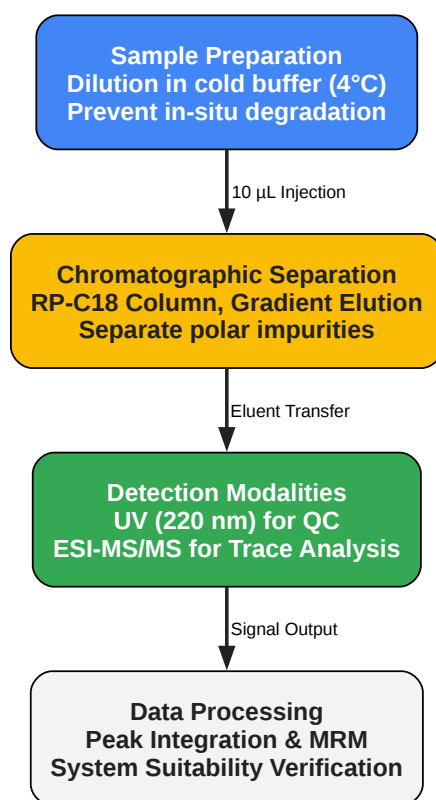 Sample Preparation
Dilution in cold buffer (4°C)
Prevent in-situ degradation
10 µL Injection
Chromatographic Separation
RP-C18 Column, Gradient Elution
Separate polar impurities
Eluent Transfer
Detection Modalities
UV (220 nm) for QC
ESI-MS/MS for Trace Analysis
Signal Output
Data Processing
Peak Integration & MRM
System Suitability Verification